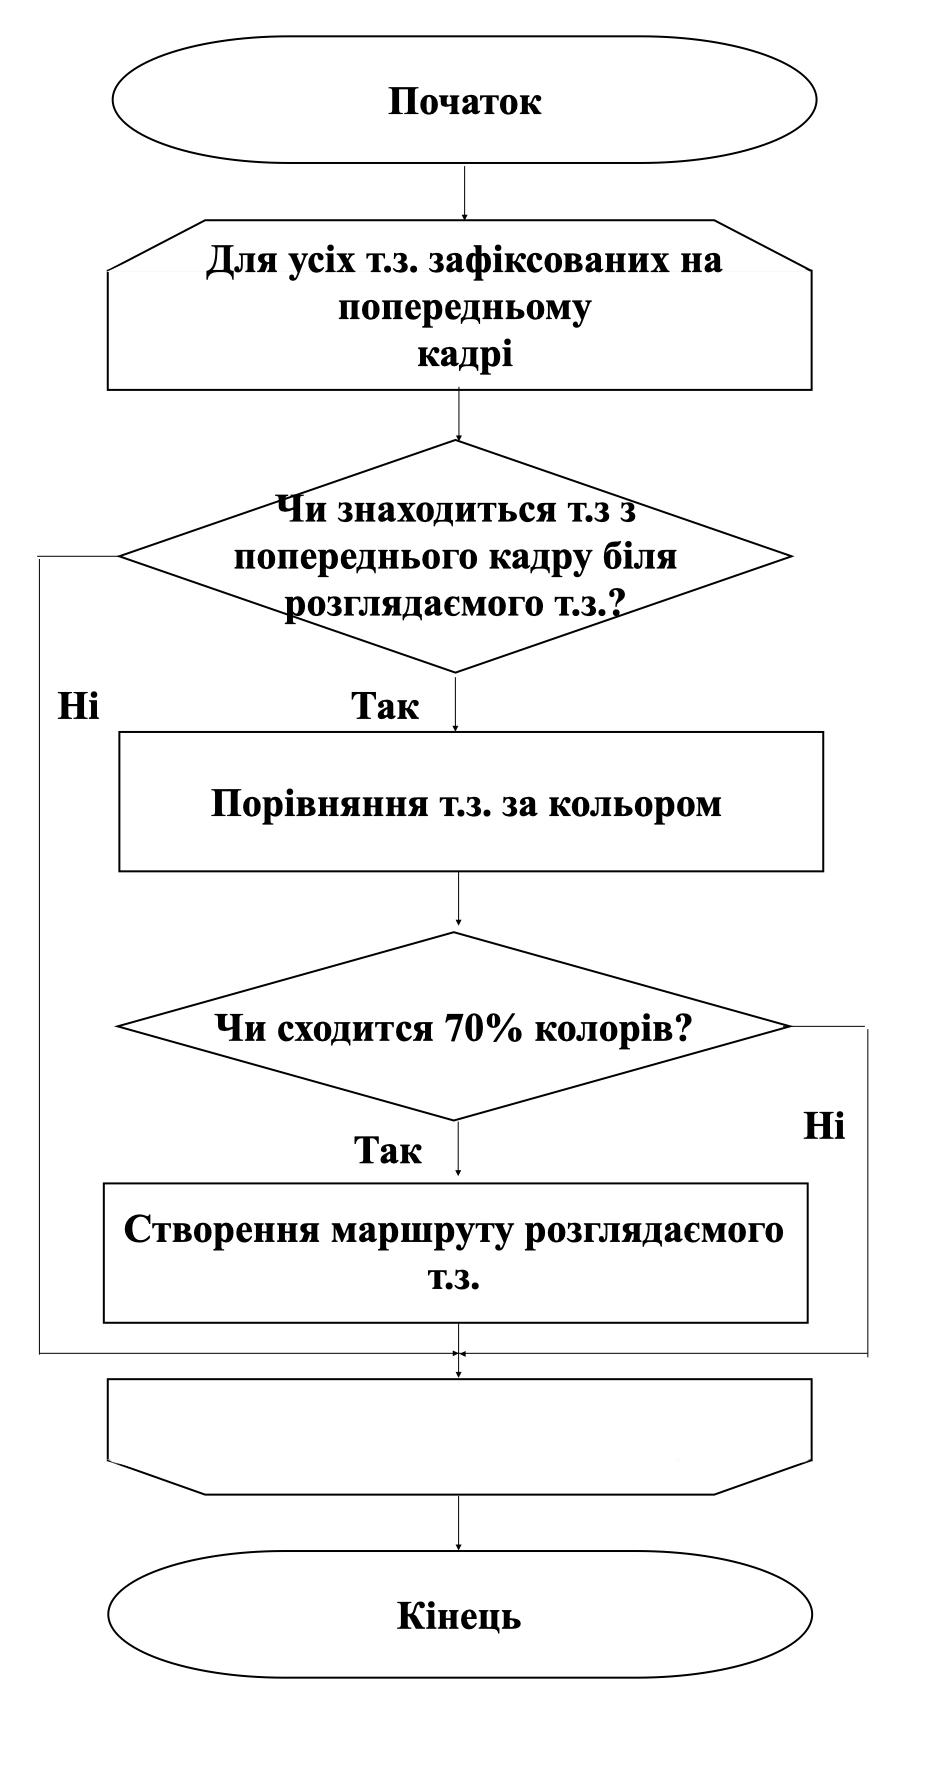 Початок
Для усіх т.з. зафіксованих на
попередньому
кадрі
Чи знаходиться т.з з
попереднього кадру біля
розглядаємого т.з.?
Ні
Так
Порівняння т.з. за кольором
Чи сходится 70% колорів?
Ні
Так
Створення маршруту розглядаємого
т.з.
Кінець